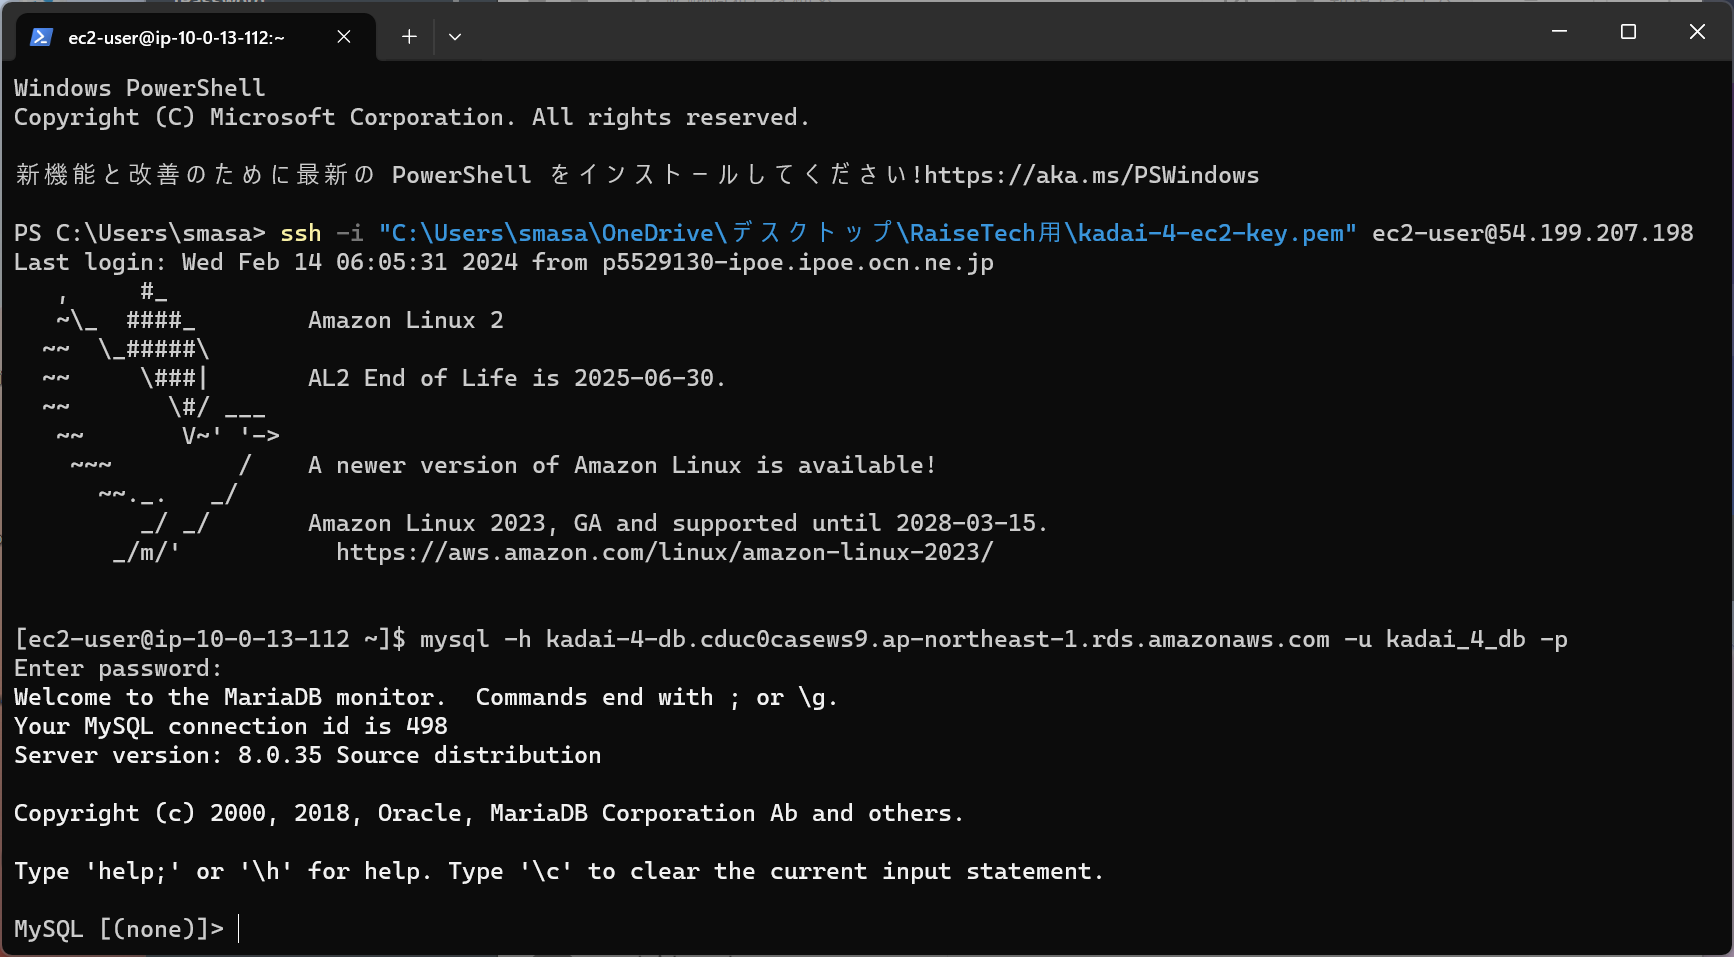 ec2-user@ip-10-0-13-112:~
Windows PowerShell
Copyright (C) Microsoft Corporation. All rights reserved.
新機能と改善のために最新の PowerShell をインストールしてください!https://aka.ms/PSWindows
PS C:\Users\smasa> ssh -i "C:\Users\smasa\OneDrive\デスクトップ\RaiseTech用\kadai-4-ec2-key.pem" ec2-user@54.199.207.198
Last login: Wed Feb 14 06:05:31 2024 from p5529130-ipoe.ipoe.ocn.ne.jp
   ,     #_
   ~\_  ####_        Amazon Linux 2
  ~~  \_#####\
  ~~     \###|       AL2 End of Life is 2025-06-30.
  ~~       \#/ ___
   ~~       V~' '->
    ~~~         /    A newer version of Amazon Linux is available!
      ~~._.   _/
         _/ _/       Amazon Linux 2023, GA and supported until 2028-03-15.
       _/m/'           https://aws.amazon.com/linux/amazon-linux-2023/
[ec2-user@ip-10-0-13-112 ~]$ mysql -h kadai-4-db.cduc0casews9.ap-northeast-1.rds.amazonaws.com -u kadai_4_db -p
Enter password:
Welcome to the MariaDB monitor.  Commands end with ; or \g.
Your MySQL connection id is 498
Server version: 8.0.35 Source distribution
Copyright (c) 2000, 2018, Oracle, MariaDB Corporation Ab and others.
Type 'help;' or '\h' for help. Type '\c' to clear the current input statement.
MySQL [(none)]>